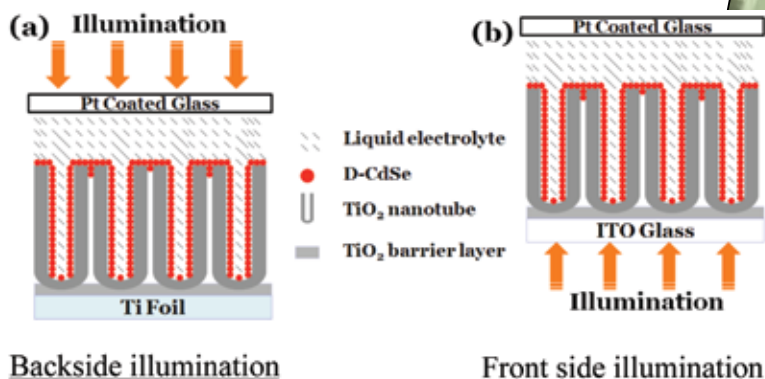 (a) Illumination
Pt Coated Glass
Ti Foil
Backside illumination
Liquid electrolyte
D-CdSe
TiO₂ nanotube
TiO₂ barrier layer
(b)
Pt Coated Glass
ITO Glass
Illumination
Front side illumination